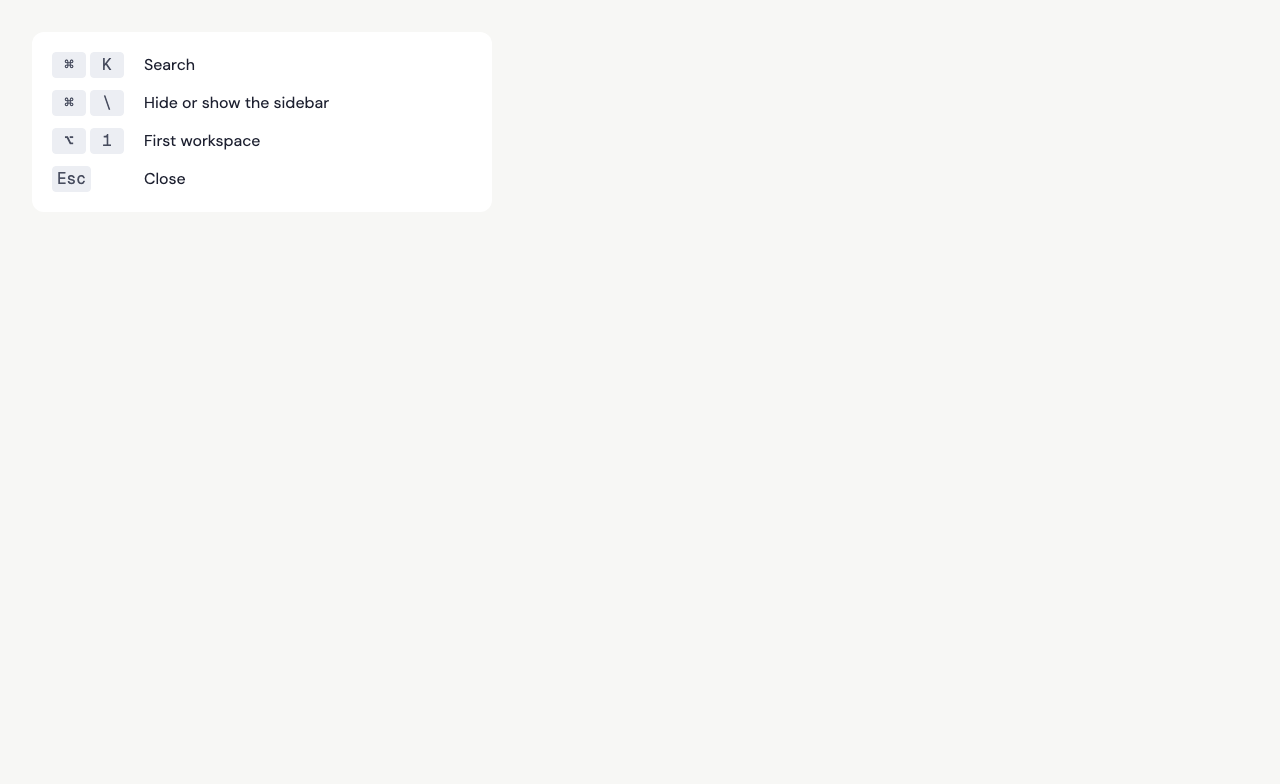 ⌘ K Search
⌘ \ Hide or show the sidebar
⌥ 1 First workspace
Esc Close